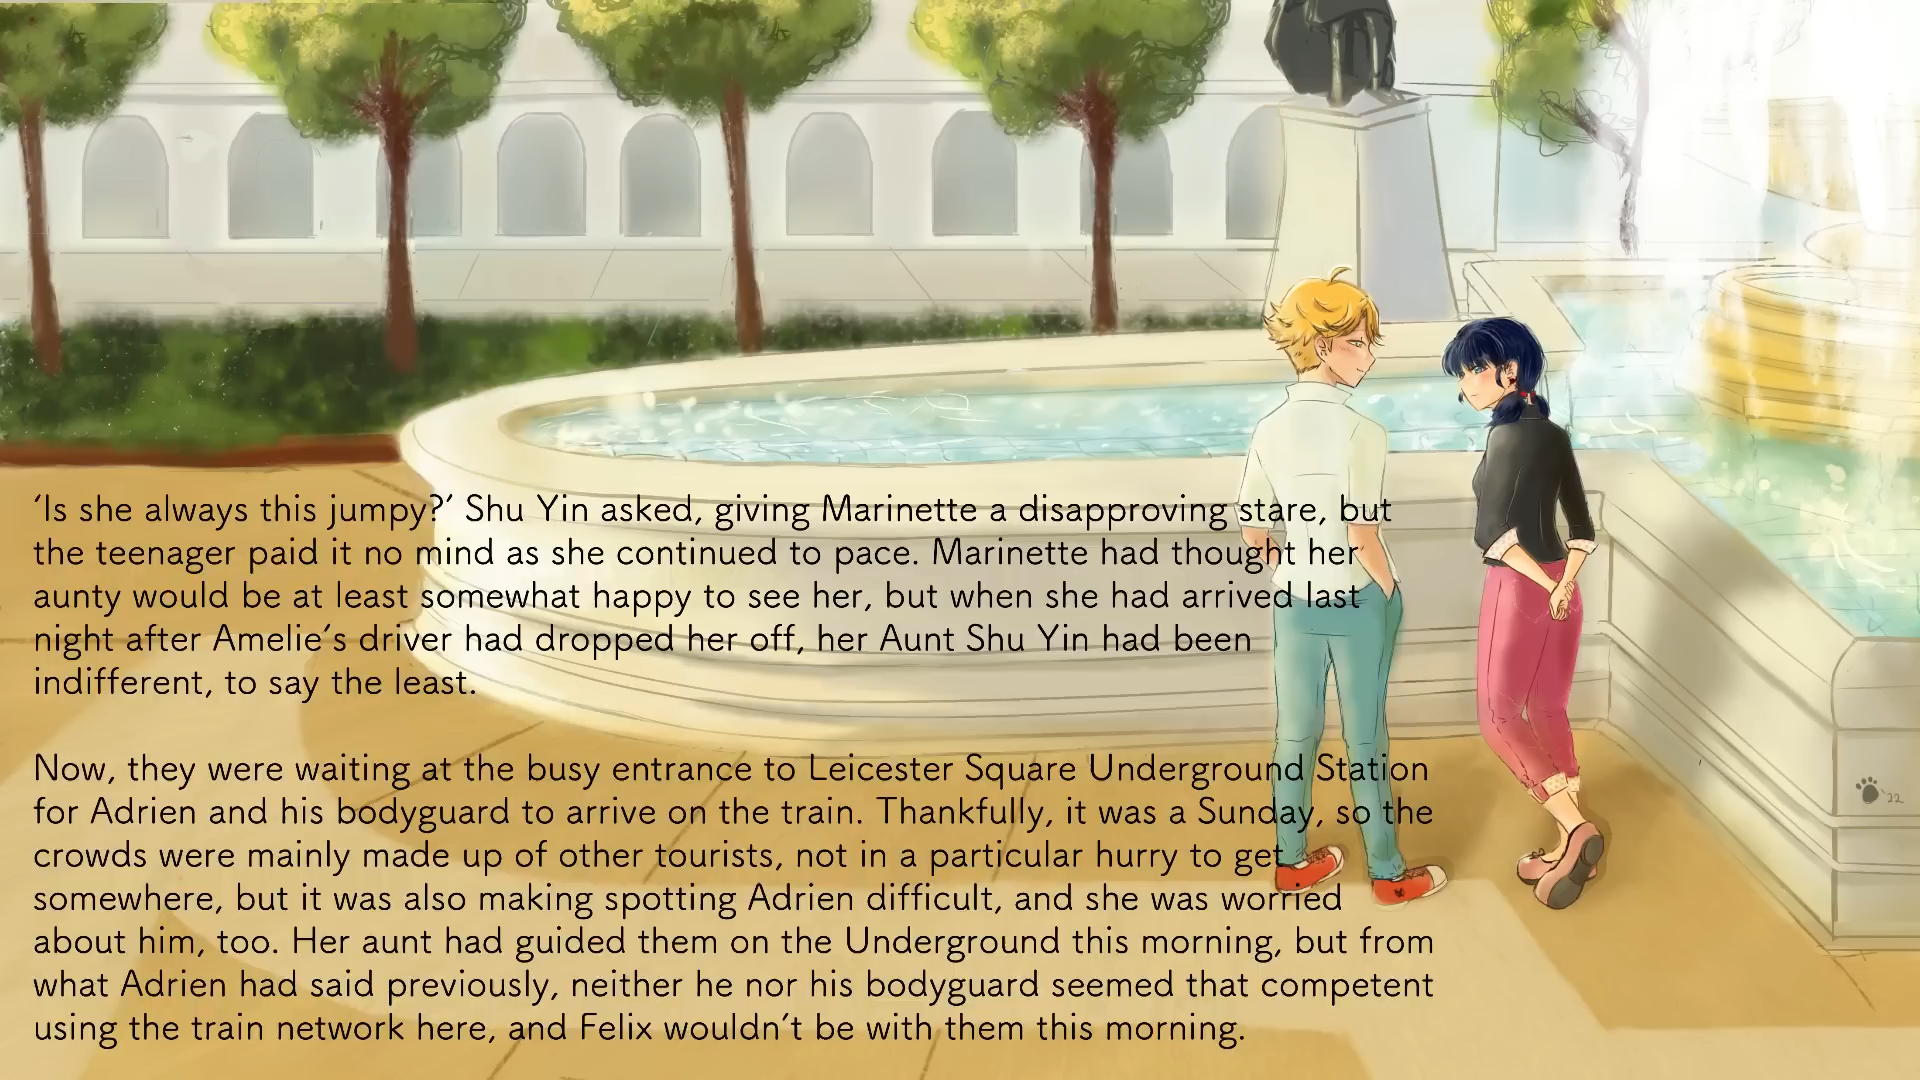 ‘Is she always this jumpy?’ Shu Yin asked, giving Marinette a disapproving stare, but
the teenager paid it no mind as she continued to pace. Marinette had thought her
aunty would be at least somewhat happy to see her, but when she had arrived last
night after Amelie’s driver had dropped her off, her Aunt Shu Yin had been
indifferent, to say the least.
Now, they were waiting at the busy entrance to Leicester Square Underground Station
for Adrien and his bodyguard to arrive on the train. Thankfully, it was a Sunday, so the
crowds were mainly made up of other tourists, not in a particular hurry to get
somewhere, but it was also making spotting Adrien difficult, and she was worried
about him, too. Her aunt had guided them on the Underground this morning, but from
what Adrien had said previously, neither he nor his bodyguard seemed that competent
using the train network here, and Felix wouldn’t be with them this morning.
‘22